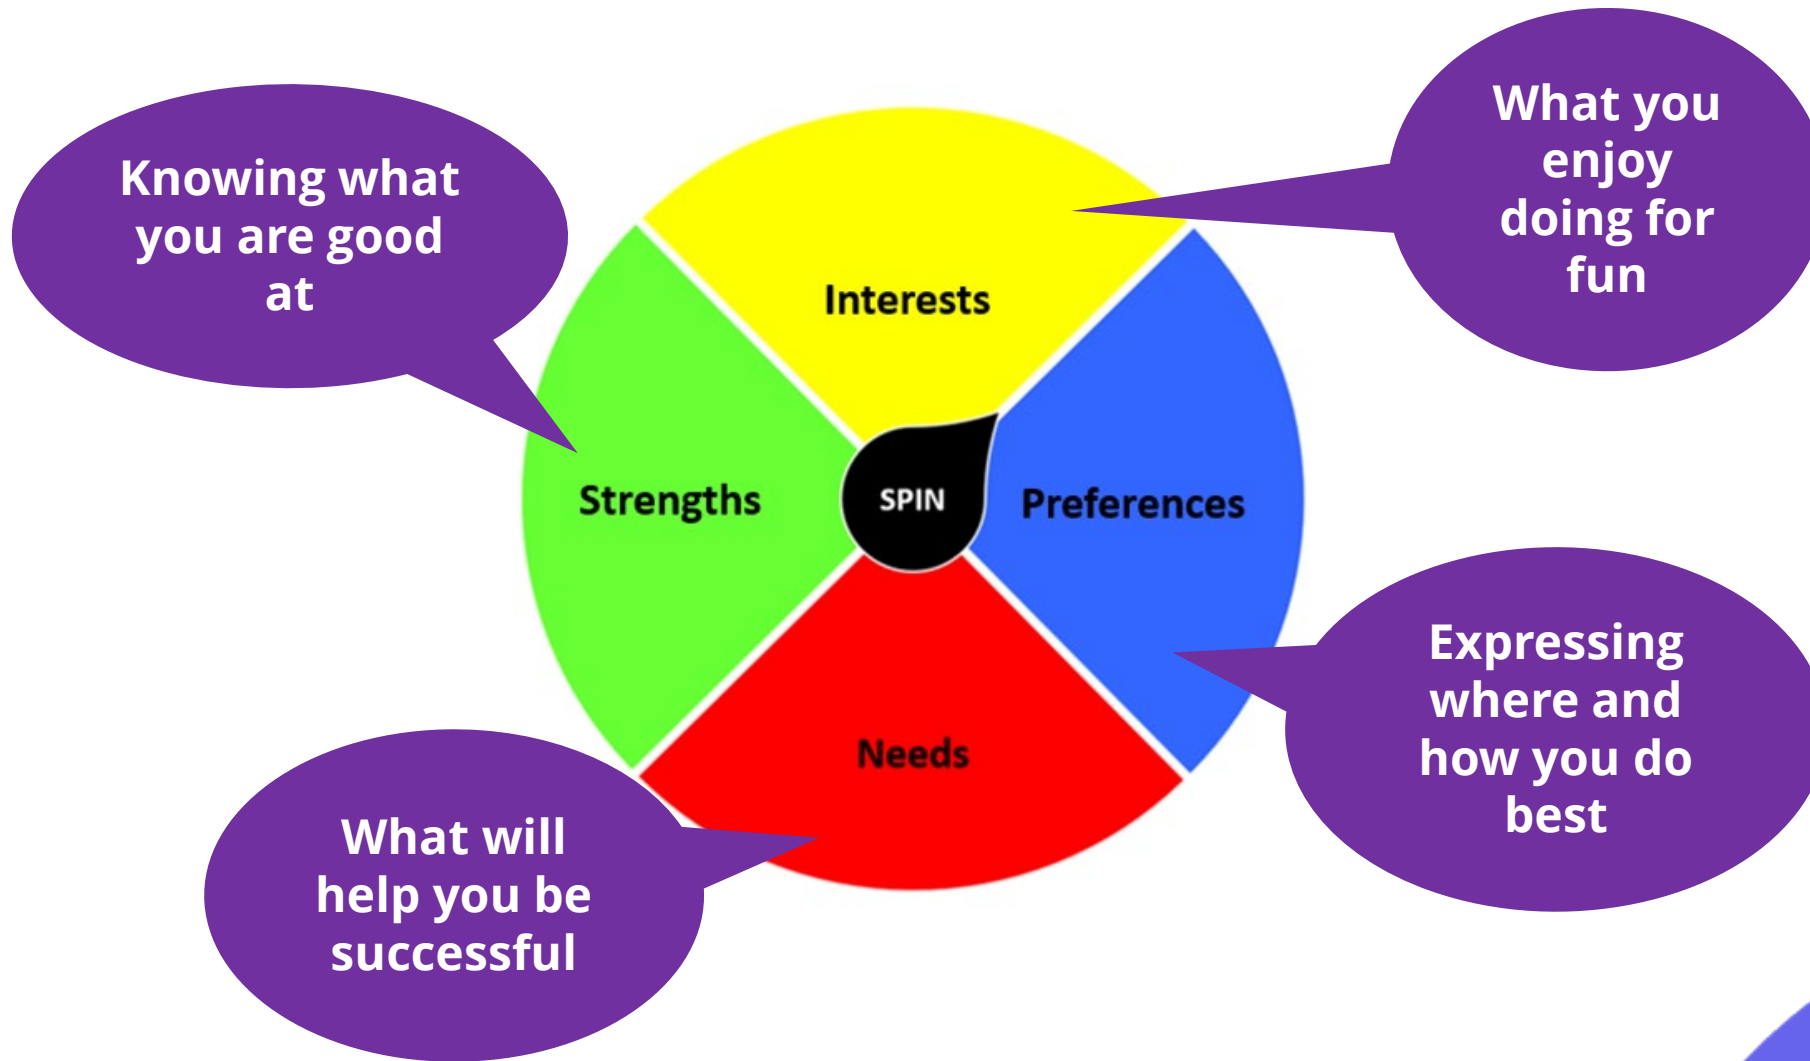 Knowing what
you are good
at
What you
enjoy
doing for
fun
Interests
Strengths
SPIN
Preferences
Needs
Expressing
where and
how you do
best
What will
help you be
successful